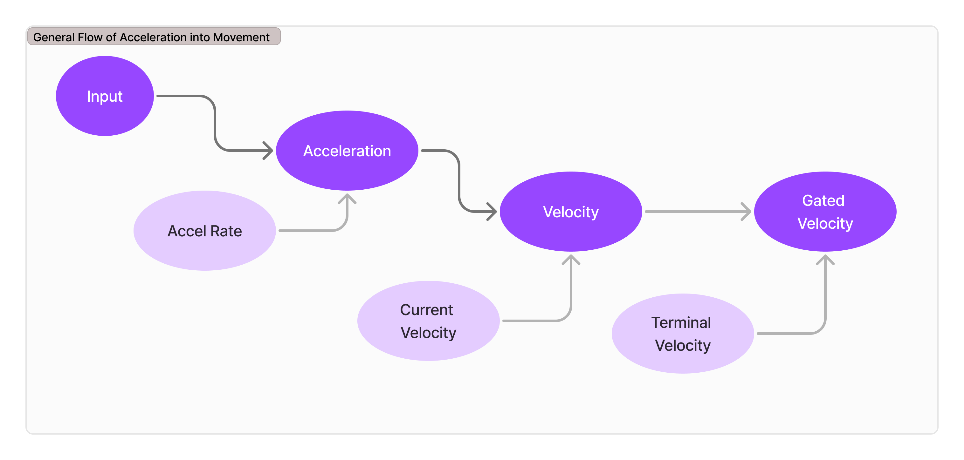 General Flow of Acceleration into Movement
Input
Acceleration
Accel Rate
Velocity
Gated
Velocity
Current
Velocity
Terminal
Velocity